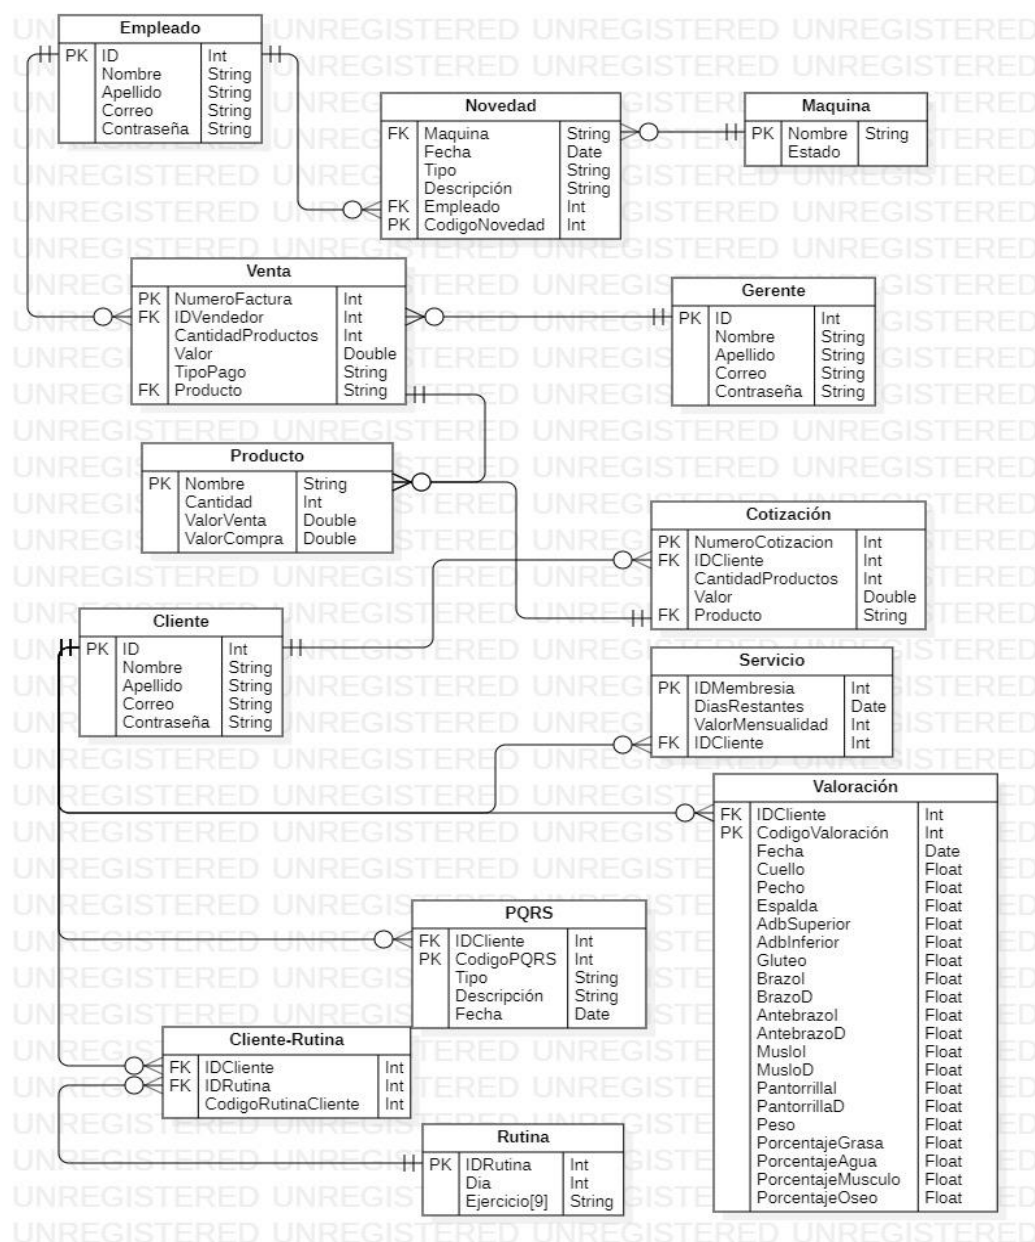 Empleado
PK ID Int
Nombre String
Apellido String
Correo String
Contraseña String
Novedad
FK Maquina String
Fecha Date
Tipo String
Descripción String
FK Empleado Int
PK CodigoNovedad Int
Maquina
PK Nombre String
Estado
Venta
PK NumeroFactura Int
FK IDVendedor Int
CantidadProductos Int
Valor Double
TipoPago String
FK Producto String
Gerente
PK ID Int
Nombre String
Apellido String
Correo String
Contraseña String
Producto
PK Nombre String
Cantidad Int
ValorVenta Double
ValorCompra Double
Cotización
PK NumeroCotizacion Int
FK IDCliente Int
CantidadProductos Int
Valor Double
FK Producto String
Cliente
PK ID Int
Nombre String
Apellido String
Correo String
Contraseña String
Servicio
PK IDMembresia Int
DiasRestantes Date
ValorMensualidad Int
FK IDCliente Int
Valoración
FK IDCliente Int
PK CodigoValoración Int
Fecha Date
Cuello Float
Pecho Float
Espalda Float
AdbSuperior Float
AdbInferior Float
Gluteo Float
BrazoI Float
BrazoD Float
AntebrazoI Float
AntebrazoD Float
MusloI Float
MusloD Float
PantorrillaI Float
PantorrillaD Float
Peso Float
PorcentajeGrasa Float
PorcentajeAgua Float
PorcentajeMusculo Float
PorcentajeOseo Float
PQRS
FK IDCliente Int
PK CodigoPQRS Int
Tipo String
Descripción String
Fecha Date
Cliente-Rutina
FK IDCliente Int
FK IDRutina Int
CodigoRutinaCliente Int
Rutina
PK IDRutina Int
Dia Int
Ejercicio[9] String
UNREGISTERED